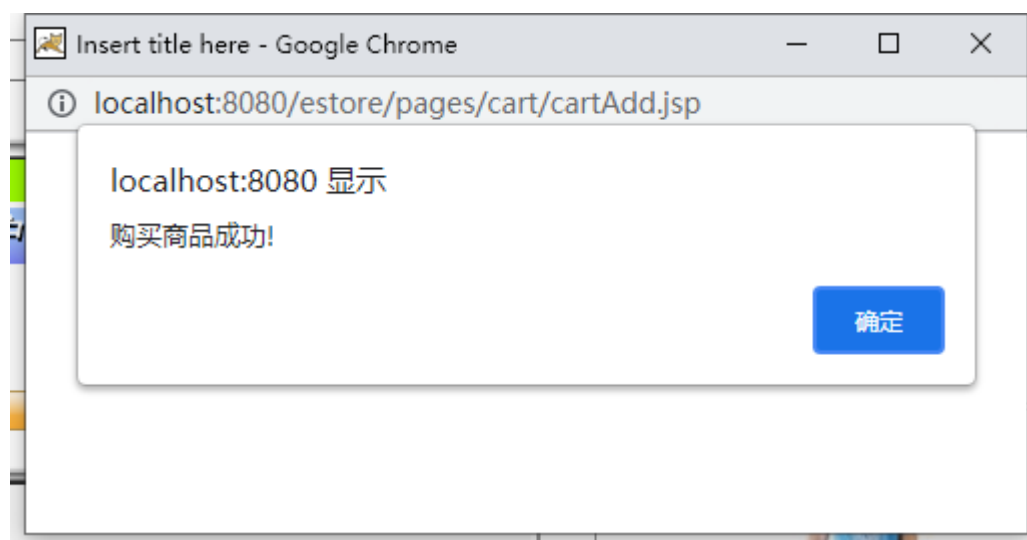 Insert title here - Google Chrome
localhost:8080/estore/pages/cart/cartAdd.jsp
localhost:8080 显示
购买商品成功!
确定